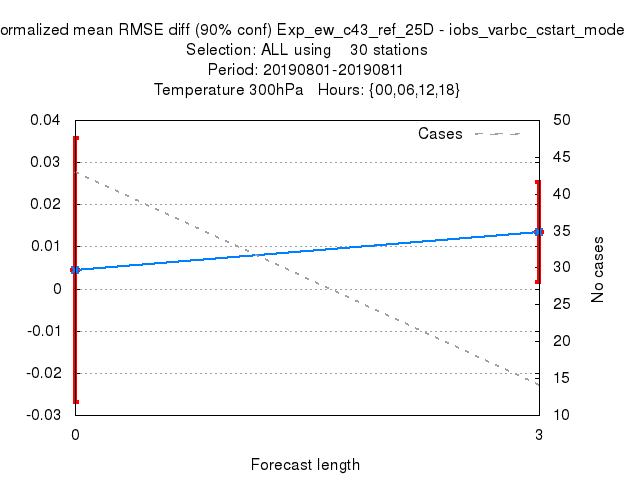 ormalized mean RMSE diff (90% conf) Exp_ew_c43_ref_25D - iobs_varbc_cstart_mode
Selection: ALL using 30 stations
Period: 20190801-20190811
Temperature 300hPa Hours: {00,06,12,18}
Cases
0.04
0.03
0.02
0.01
0
-0.01
-0.02
-0.03
50
45
40
35
30
25
20
15
10
No cases
0
3
Forecast length